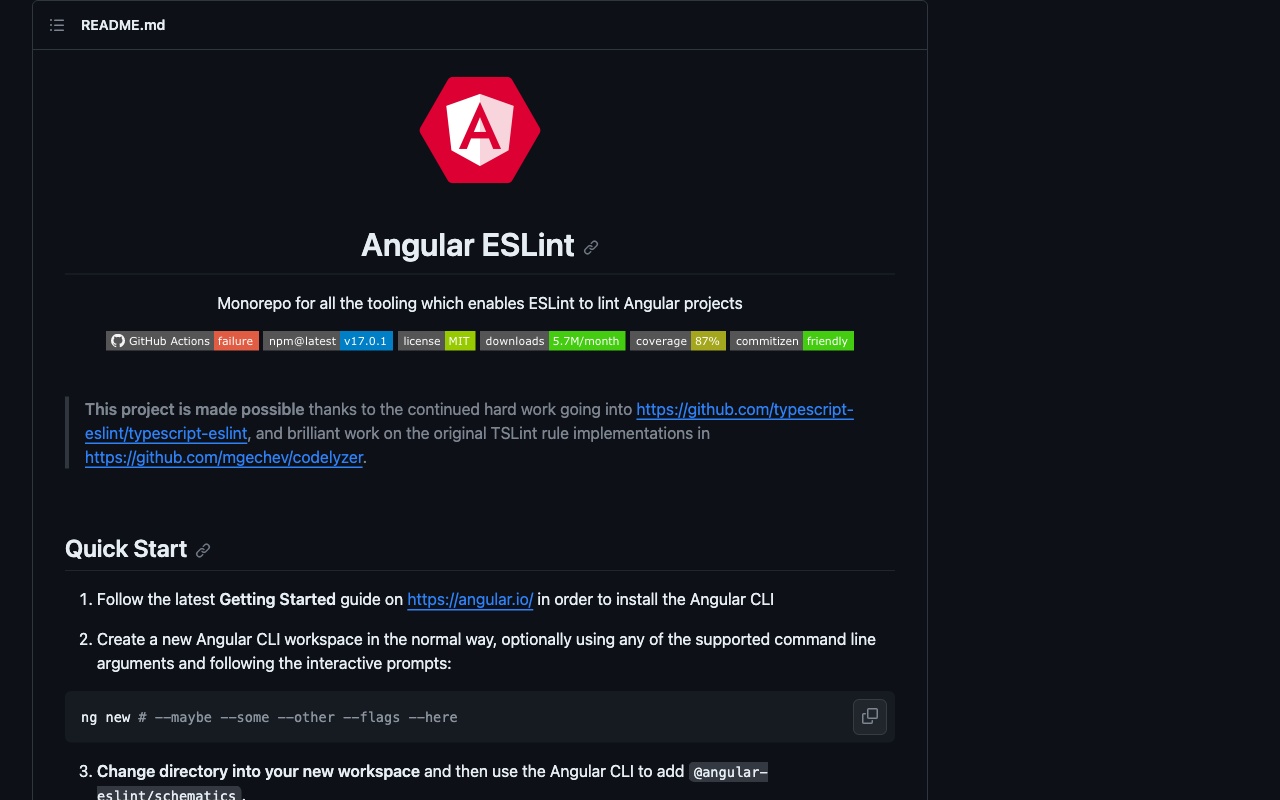 README.md
A
Angular ESLint
Monorepo for all the tooling which enables ESLint to lint Angular projects
GitHub Actions failure npm@latest v17.0.1 license MIT downloads 5.7M/month coverage 87% commitizen friendly
This project is made possible thanks to the continued hard work going into https://github.com/typescript-
eslint/typescript-eslint, and brilliant work on the original TSLint rule implementations in
https://github.com/mgechev/codelyzer.
Quick Start
1. Follow the latest Getting Started guide on https://angular.io/ in order to install the Angular CLI
2. Create a new Angular CLI workspace in the normal way, optionally using any of the supported command line
arguments and following the interactive prompts:
ng new # --maybe --some --other --flags --here
3. Change directory into your new workspace and then use the Angular CLI to add @angular-
eslint/schematics.